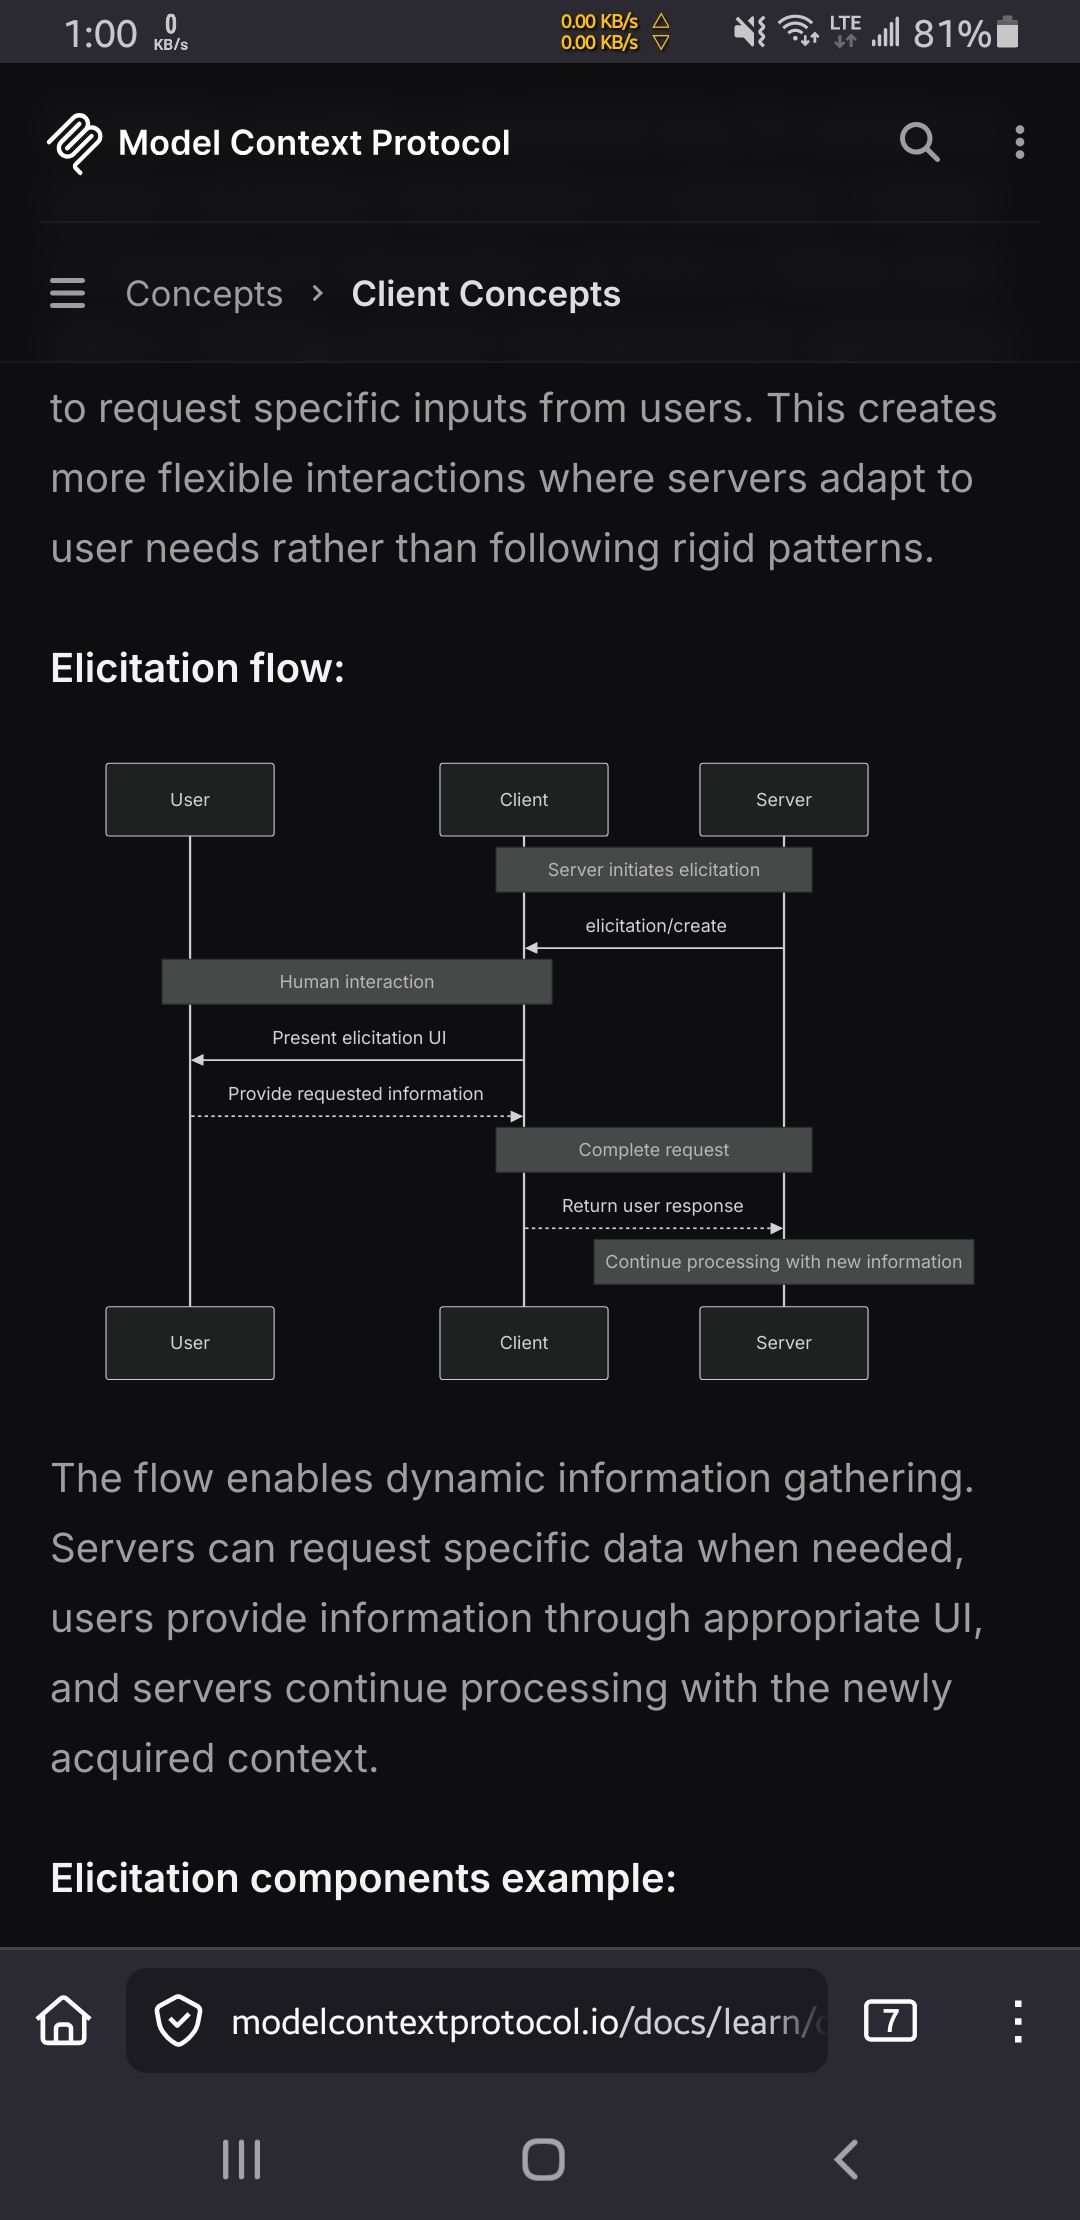 1:00 0 KB/s 0.00 KB/s 0.00 KB/s LTE 81%
Model Context Protocol
Concepts Client Concepts
to request specific inputs from users. This creates
more flexible interactions where servers adapt to
user needs rather than following rigid patterns.
Elicitation flow:
User Client Server
Server initiates elicitation
elicitation/create
Human interaction
Present elicitation UI
Provide requested information
Complete request
Return user response
Continue processing with new information
User Client Server
The flow enables dynamic information gathering.
Servers can request specific data when needed,
users provide information through appropriate UI,
and servers continue processing with the newly
acquired context.
Elicitation components example:
modelcontextprotocol.io/docs/learn/ 7